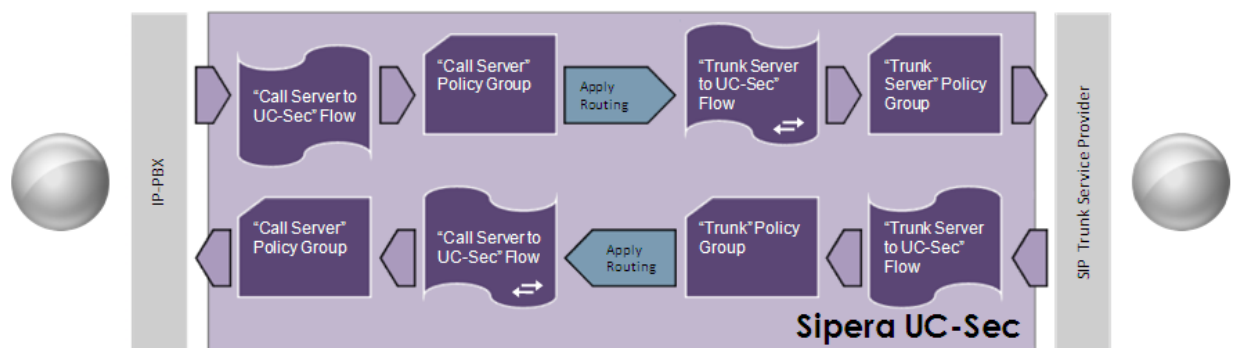 IP-PBX
“Call Server to
UC-Sec” Flow
“Call Server”
Policy Group
Apply
Routing
“Trunk Server
to UC-Sec”
Flow
“Trunk
Server” Policy
Group
“Call Server”
Policy Group
“Call Server to
UC-Sec” Flow
Apply
Routing
“Trunk” Policy
Group
“Trunk Server
to UC-Sec”
Flow
Sipera UC-Sec
SIP Trunk Service Provider